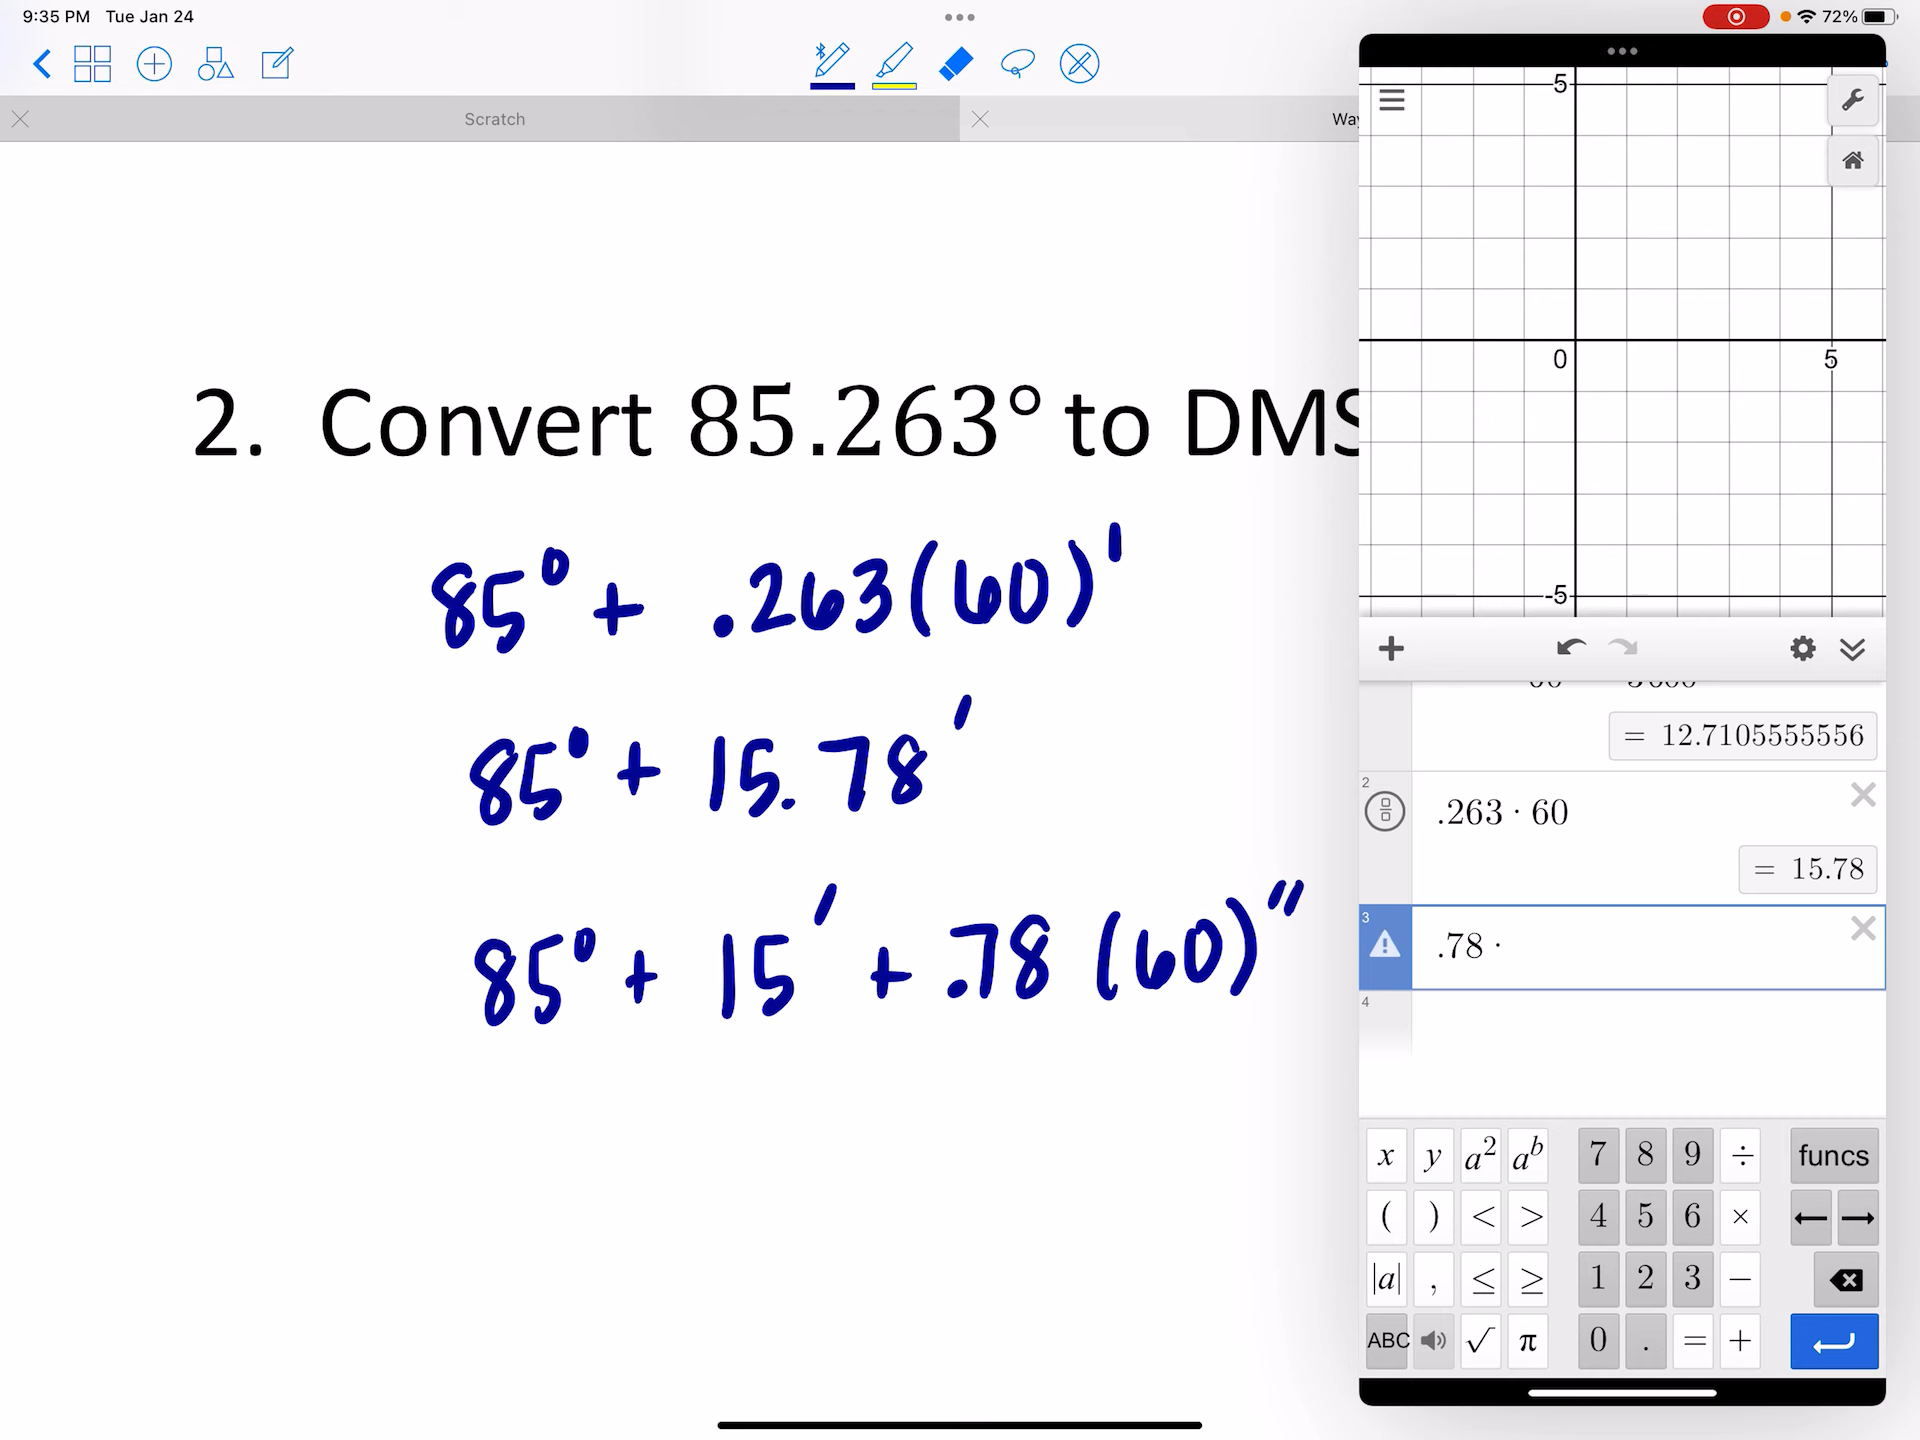 9:35 PM Tue Jan 24
72%
Scratch
Way
2. Convert 85.263° to DMS
85° + .263(60)'
85° + 15.78'
85° + 15' + .78 (60)"
5
0
5
-5
= 12.7105555556
2
.263 · 60
= 15.78
3
.78 ·
4
x y a² aᵇ 7 8 9 ÷ funcs
( ) < > 4 5 6 × ← →
|a| , ≤ ≥ 1 2 3 −
ABC √ π 0 . = +